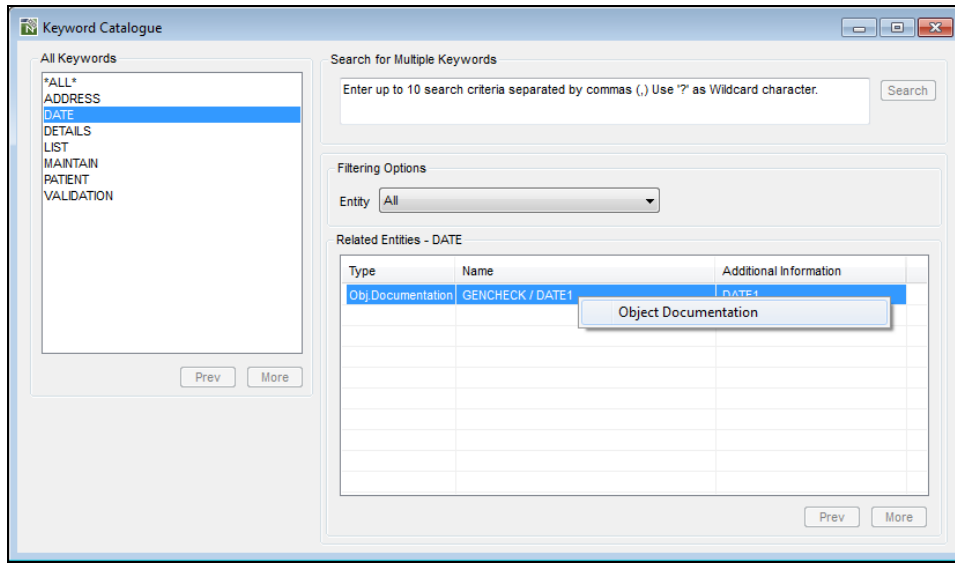 Keyword Catalogue
All Keywords
*ALL*
ADDRESS
DATE
DETAILS
LIST
MAINTAIN
PATIENT
VALIDATION
Prev More
Search for Multiple Keywords
Enter up to 10 search criteria separated by commas (,) Use '?' as Wildcard character.
Search
Filtering Options
Entity All
Related Entities - DATE
Type Name Additional Information
Obj.Documentation GENCHECK / DATE1 DATE1
Object Documentation
Prev More